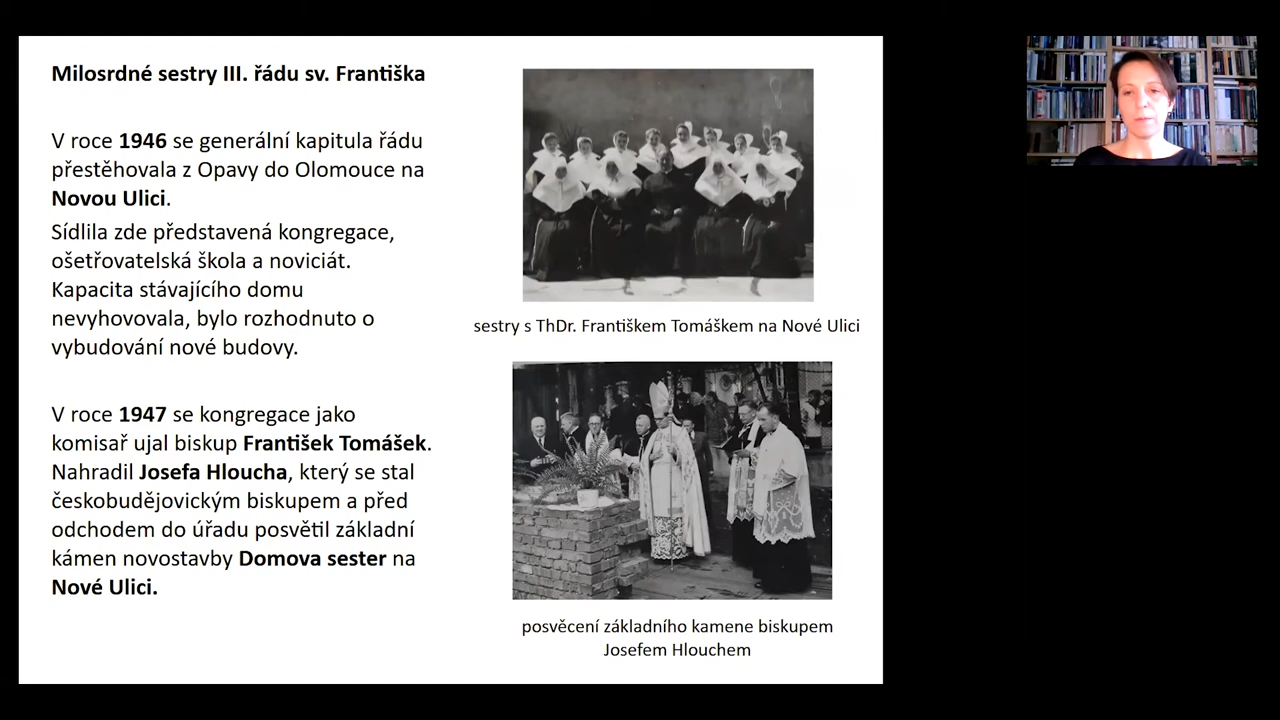 Milosrdné sestry III. řádu sv. Františka
V roce 1946 se generální kapitula řádu
přestěhovala z Opavy do Olomouce na
Novou Ulici.
Sídlila zde představená kongregace,
ošetřovatelská škola a noviciát.
Kapacita stávajícího domu
nevyhovovala, bylo rozhodnuto o
vybudování nové budovy.
V roce 1947 se kongregace jako
komisař ujal biskup František Tomášek.
Nahradil Josefa Hloucha, který se stal
českobudějovickým biskupem a před
odchodem do úřadu posvětil základní
kámen novostavby Domova sester na
Nové Ulici.
sestry s ThDr. Františkem Tomáškem na Nové Ulici
posvěcení základního kamene biskupem
Josefem Hlouchem